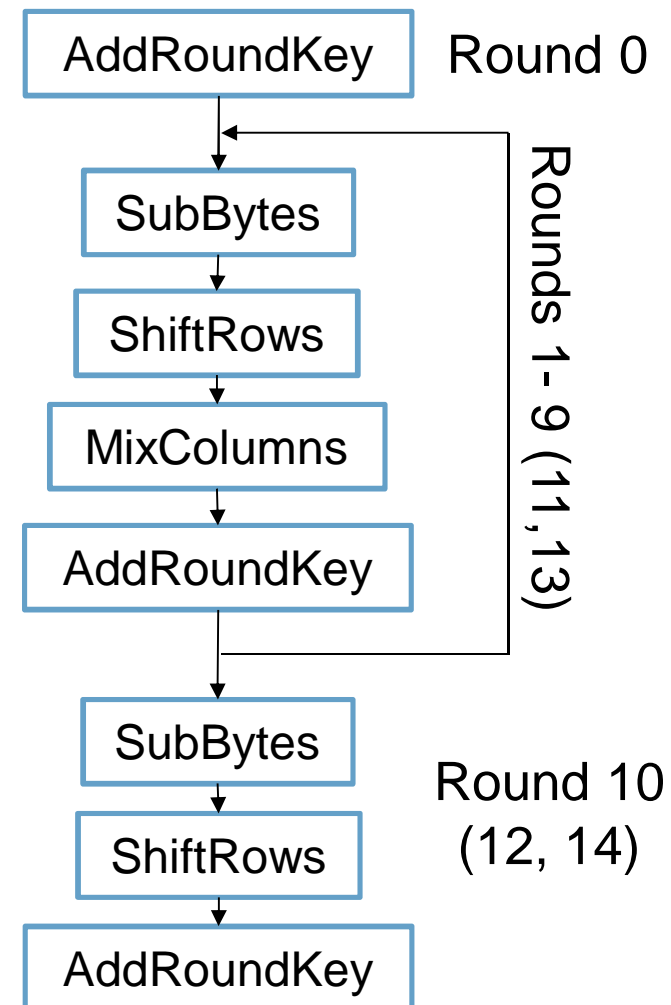 AddRoundKey
Round 0
SubBytes
ShiftRows
MixColumns
AddRoundKey
Rounds 1- 9 (11,13)
SubBytes
ShiftRows
Round 10
(12, 14)
AddRoundKey